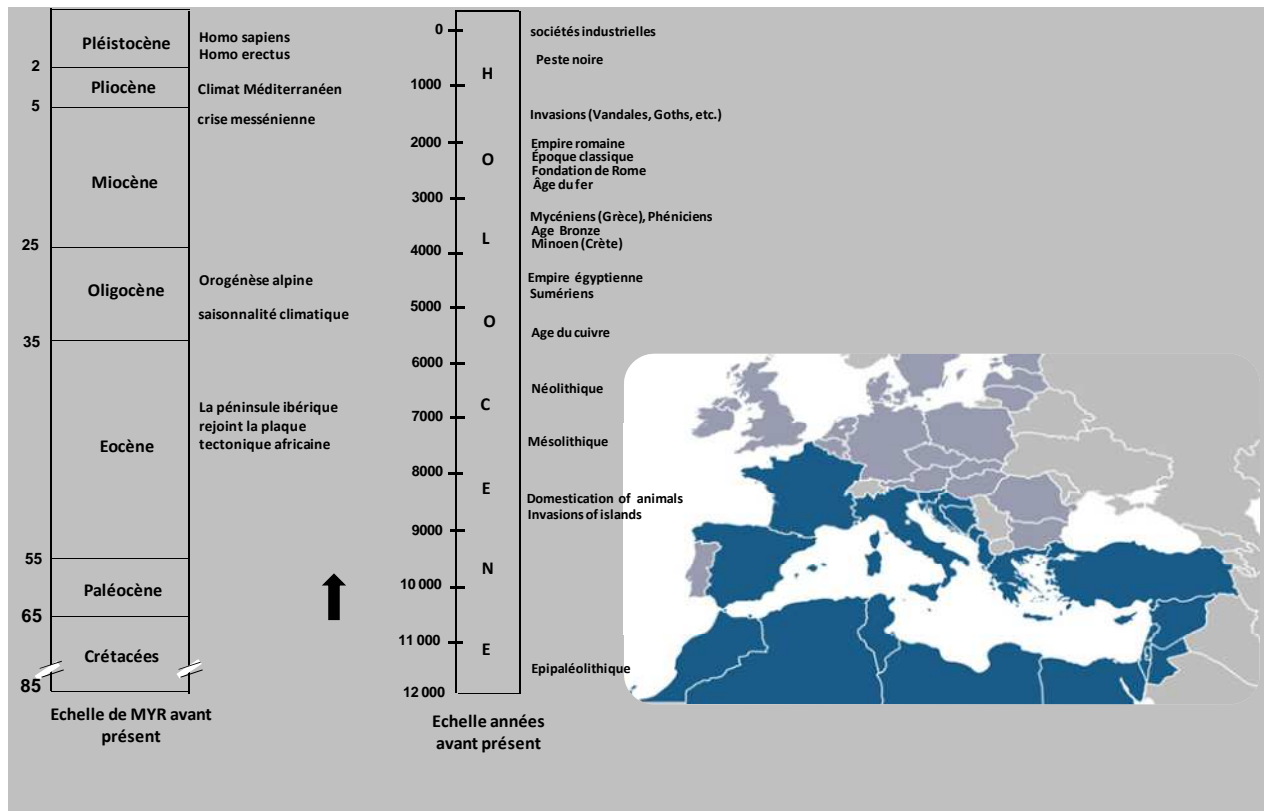 Pléistocène
Homo sapiens
Homo erectus
2
Pliocène
Climat Méditerranéen
5
crise messénienne
Miocène
25
Oligocène
Orogénèse alpine
saisonnalité climatique
35
Eocène
La péninsule ibérique
rejoint la plaque
tectonique africaine
55
Paléocène
65
Crétacées
85
Echelle de MYR avant
présent
0
sociétés industrielles
Peste noire
H
1000
Invasions (Vandales, Goths, etc.)
2000
Empire romaine
O
Époque classique
Fondation de Rome
Âge du fer
3000
Mycéniens (Grèce), Phéniciens
Age Bronze
L
Minoen (Crète)
4000
Empire égyptienne
Sumériens
5000
O
Age du cuivre
6000
Néolithique
C
7000
Mésolithique
8000
E
Domestication of animals
Invasions of islands
9000
N
10 000
11 000
E
Epipaléolithique
12 000
Echelle années
avant présent